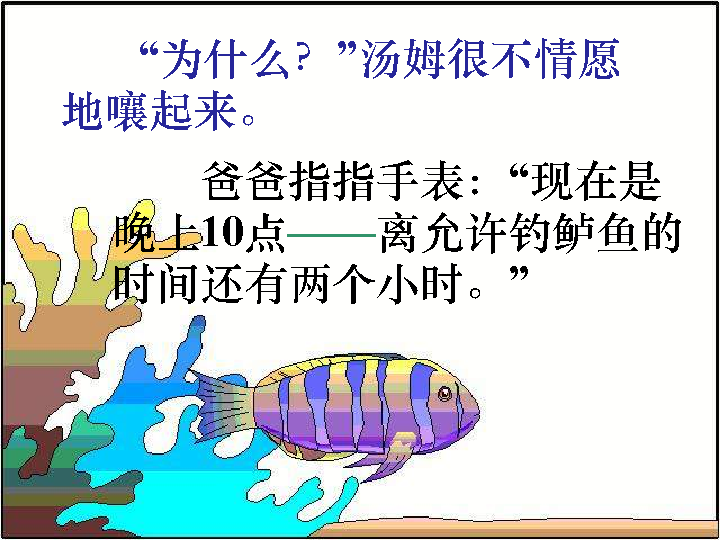 “为什么？”汤姆很不情愿
地嚷起来。
爸爸指指手表：“现在是
晚上10点——离允许钓鲈鱼的
时间还有两个小时。”